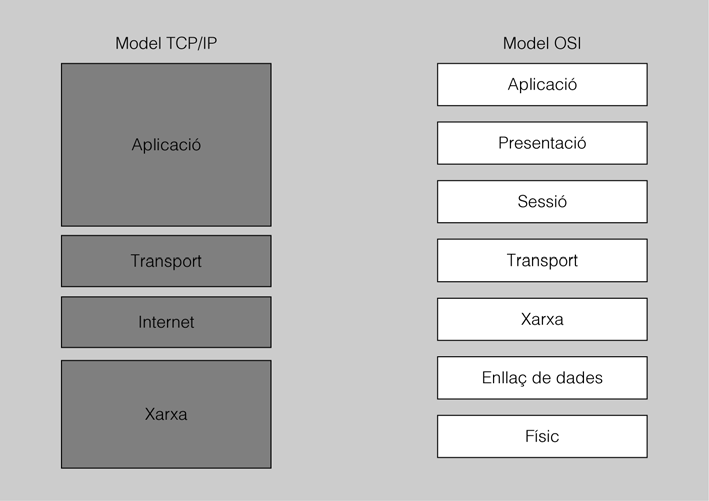 Model TCP/IP
Aplicació
Transport
Internet
Xarxa
Model OSI
Aplicació
Presentació
Sessió
Transport
Xarxa
Enllaç de dades
Físic